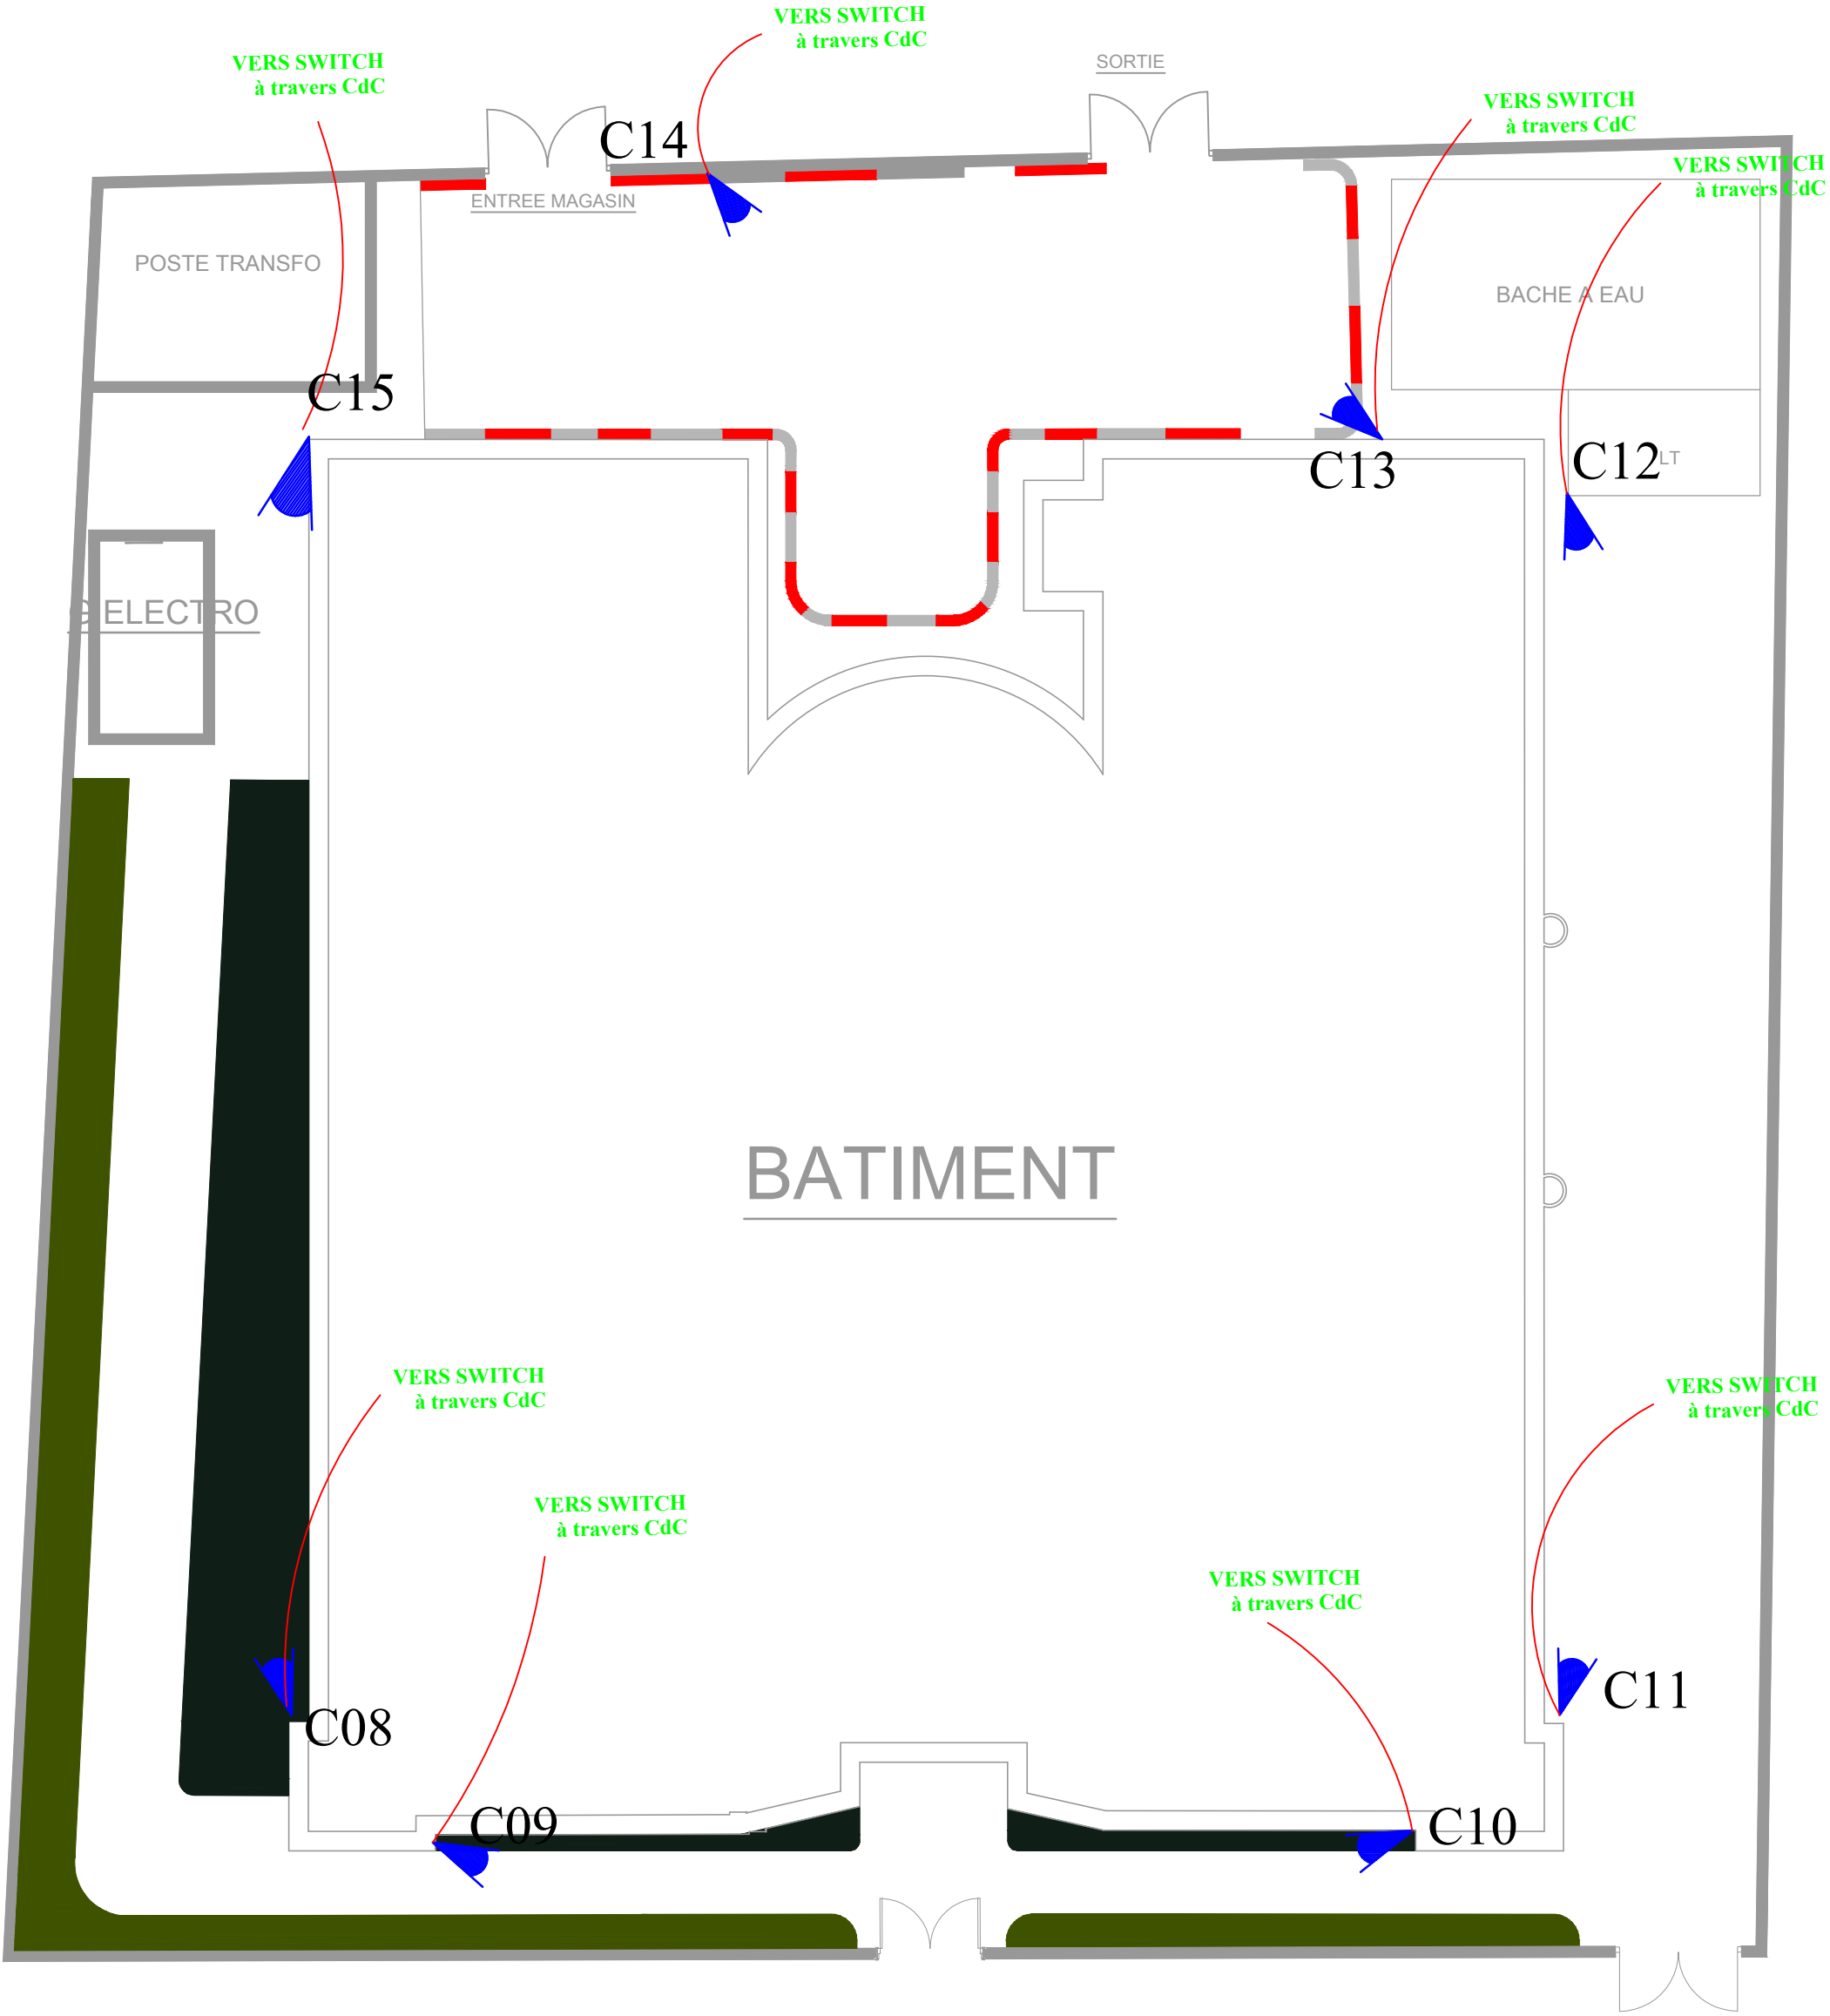 VERS SWITCH
à travers CdC
VERS SWITCH
à travers CdC
SORTIE
VERS SWITCH
à travers CdC
C14
VERS SWITCH
à travers CdC
ENTREE MAGASIN
POSTE TRANSFO
BACHE A EAU
C15
C13
C12
LT
ELECTRO
BATIMENT
VERS SWITCH
à travers CdC
VERS SWITCH
à travers CdC
VERS SWITCH
à travers CdC
VERS SWITCH
à travers CdC
C11
C08
C09
C10